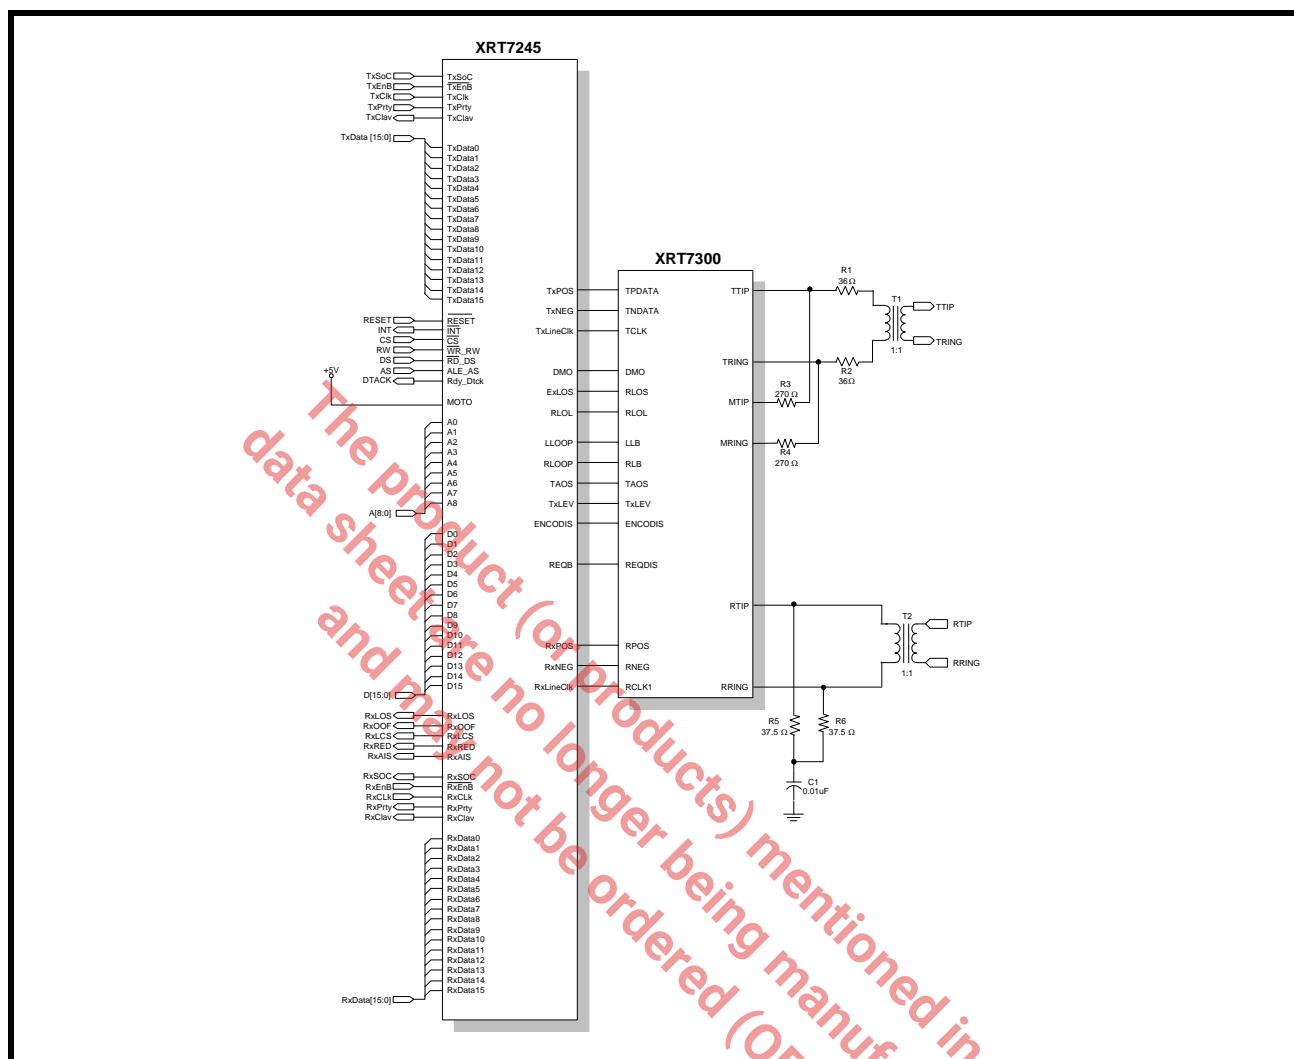 XRT7245
TxSoC TxSoC
TxEnB TxEnB
TxClk TxClk
TxPrty TxPrty
TxClav TxClav
TxData [15:0]
TxData0
TxData1
TxData2
TxData3
TxData4
TxData5
TxData6
TxData7
TxData8
TxData9
TxData10
TxData11
TxData12
TxData13
TxData14
TxData15
RESET RESET
INT INT
CS CS
RW WR_RW
DS RD_DS
AS ALE_AS
DTACK Rdy_Dtck
+5V
MOTO
A0
A1
A2
A3
A4
A5
A6
A7
A8
A[8:0]
D0
D1
D2
D3
D4
D5
D6
D7
D8
D9
D10
D11
D12
D13
D14
D15
D[15:0]
RxLOS RxLOS
RxOOF RxOOF
RxLCS RxLCS
RxRED RxRED
RxAIS RxAIS
RxSOC RxSOC
RxEnB RxEnB
RxCLk RxCLk
RxPrty RxPrty
RxClav RxClav
RxData0
RxData1
RxData2
RxData3
RxData4
RxData5
RxData6
RxData7
RxData8
RxData9
RxData10
RxData11
RxData12
RxData13
RxData14
RxData15
RxData[15:0]
XRT7300
TxPOS TPDATA
TxNEG TNDATA
TxLineClk TCLK
DMO DMO
ExLOS RLOS
RLOL RLOL
LLOOP LLB
RLOOP RLB
TAOS TAOS
TxLEV TxLEV
ENCODIS ENCODIS
REQB REQDIS
RxPOS RPOS
RxNEG RNEG
RxLineClk RCLK1
TTIP
TRING
MTIP
MRING
RTIP
RRING
R1
36Ω
T1
1:1
TTIP
TRING
R2
36Ω
R3
270 Ω
R4
270 Ω
T2
1:1
RTIP
RRING
R5
37.5 Ω
R6
37.5 Ω
C1
0.01uF
The product (or products) mentioned in
data sheet are no longer being manuf
and may not be ordered (OB